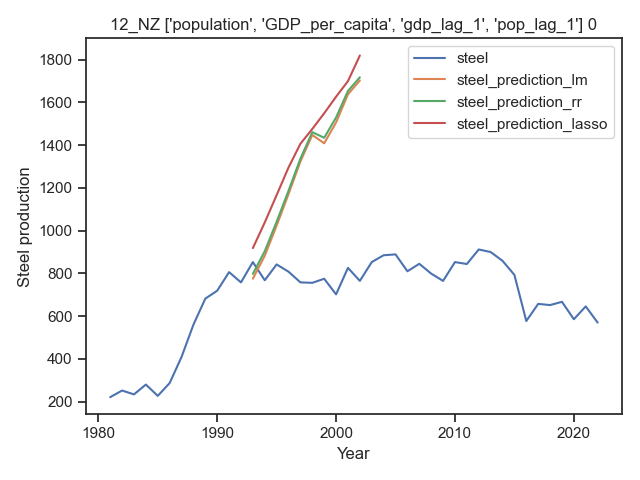 12_NZ ['population', 'GDP_per_capita', 'gdp_lag_1', 'pop_lag_1'] 0
steel
steel_prediction_lm
steel_prediction_rr
steel_prediction_lasso
Steel production
1800
1600
1400
1200
1000
800
600
400
200
1980
1990
2000
2010
2020
Year